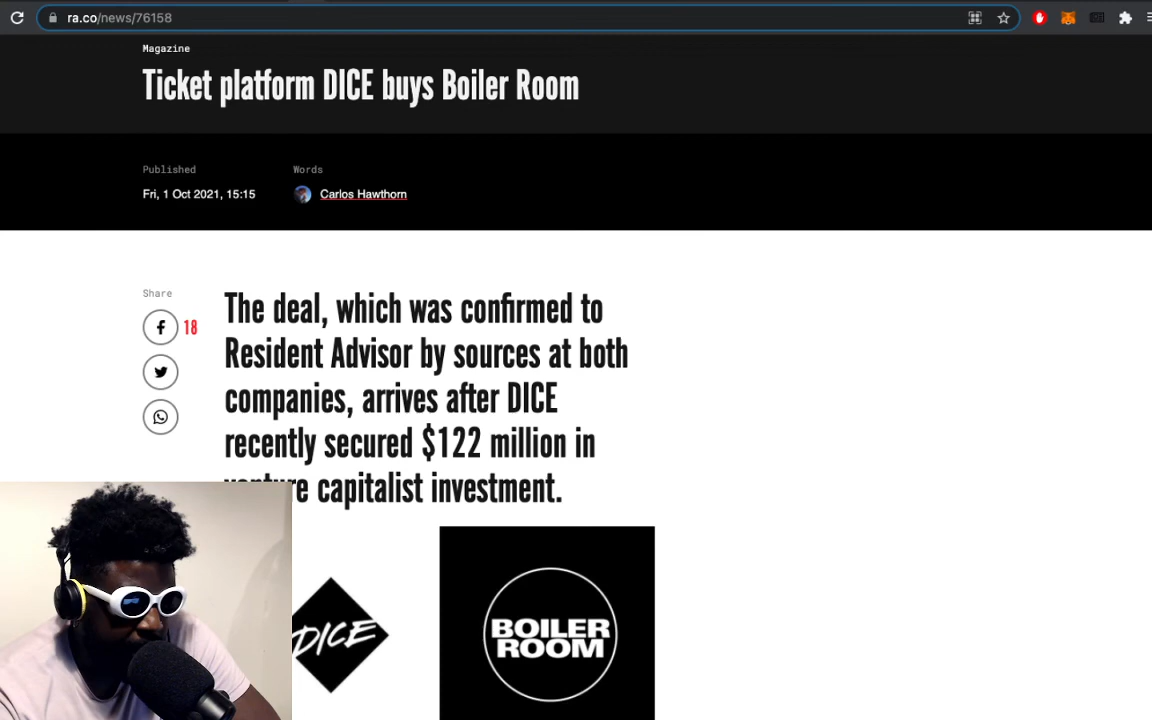 ra.co/news/76158
Magazine
Ticket platform DICE buys Boiler Room
Published
Words
Fri, 1 Oct 2021, 15:15
Carlos Hawthorn
Share
18
The deal, which was confirmed to
Resident Advisor by sources at both
companies, arrives after DICE
recently secured $122 million in
capitalist investment.
DICE
BOILER
ROOM